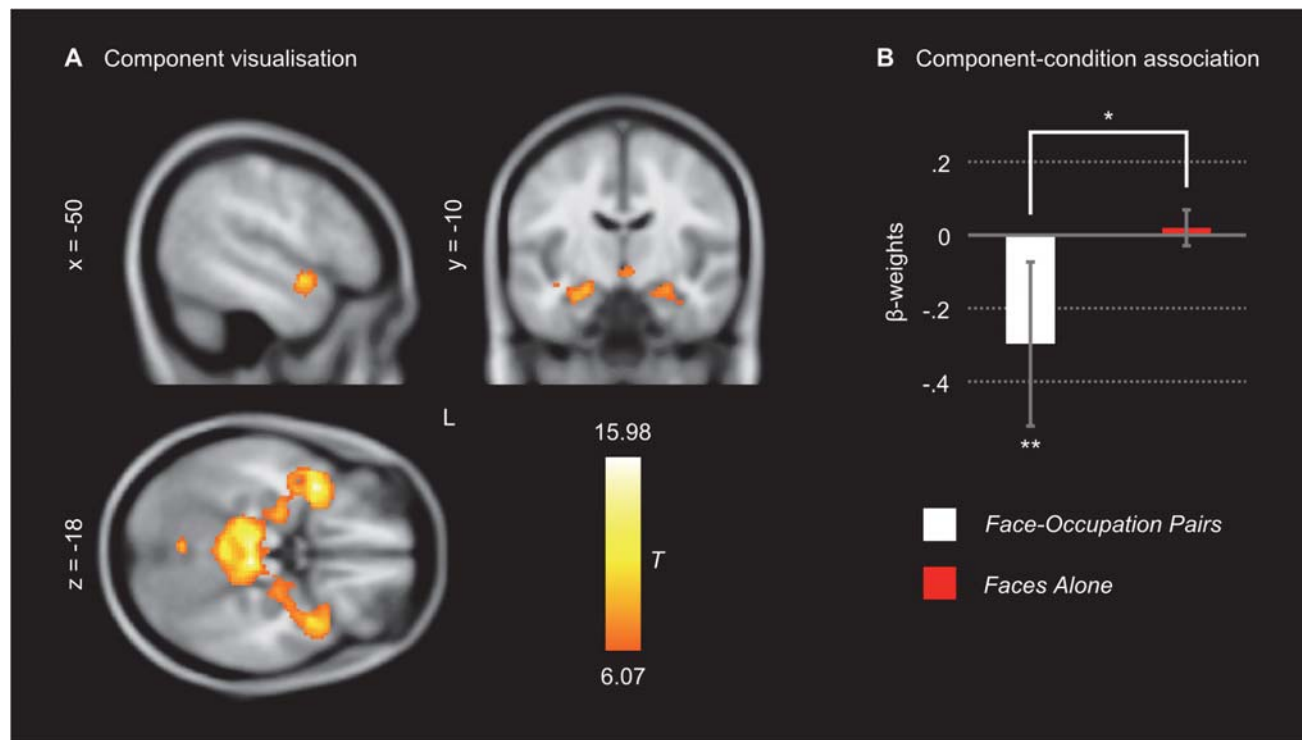 A Component visualisation
B Component-condition association
x = -50
y = -10
z = -18
L
15.98
T
6.07
*
.2
0
-.2
-.4
β-weights
**
Face-Occupation Pairs
Faces Alone